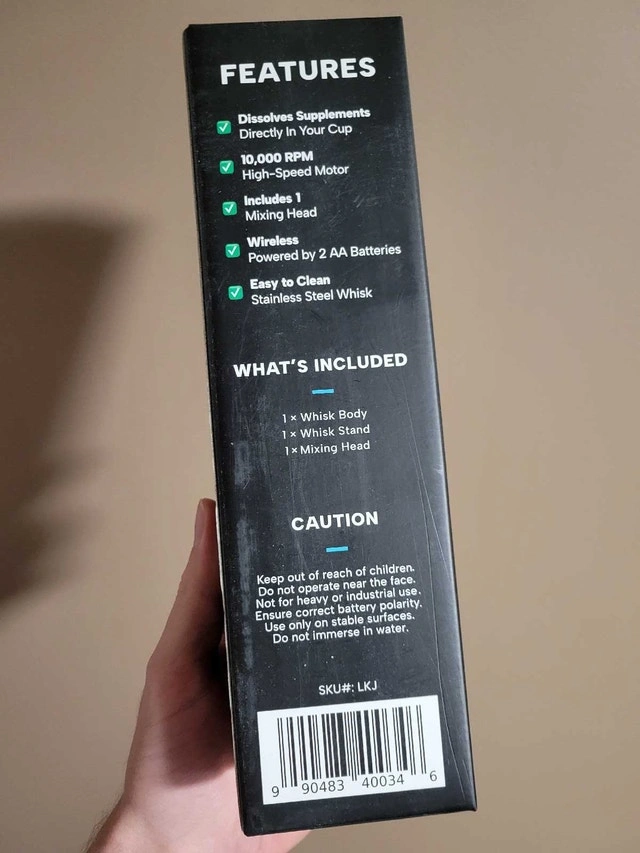 FEATURES
Dissolves Supplements
Directly In Your Cup
10,000 RPM
High-Speed Motor
Includes 1
Mixing Head
Wireless
Powered by 2 AA Batteries
Easy to Clean
Stainless Steel Whisk
WHAT'S INCLUDED
1 × Whisk Body
1 × Whisk Stand
1 × Mixing Head
CAUTION
Keep out of reach of children.
Do not operate near the face.
Not for heavy or industrial use.
Ensure correct battery polarity.
Use only on stable surfaces.
Do not immerse in water.
SKU#: LKJ
9 90483 40034 6